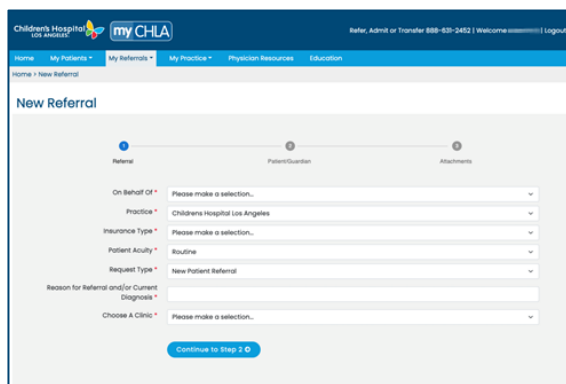 Children's Hospital
LOS ANGELES
my CHLA
Refer, Admit or Transfer 888-631-2452 | Welcome | Logout
Home My Patients My Referrals My Practice Physician Resources Education
Home > New Referral
New Referral
1 2 3
Referral Patient/Guardian Attachments
On Behalf Of * Please make a selection...
Practice * Childrens Hospital Los Angeles
Insurance Type * Please make a selection...
Patient Acuity * Routine
Request Type * New Patient Referral
Reason for Referral and/or Current
Diagnosis *
Choose A Clinic * Please make a selection...
Continue to Step 2